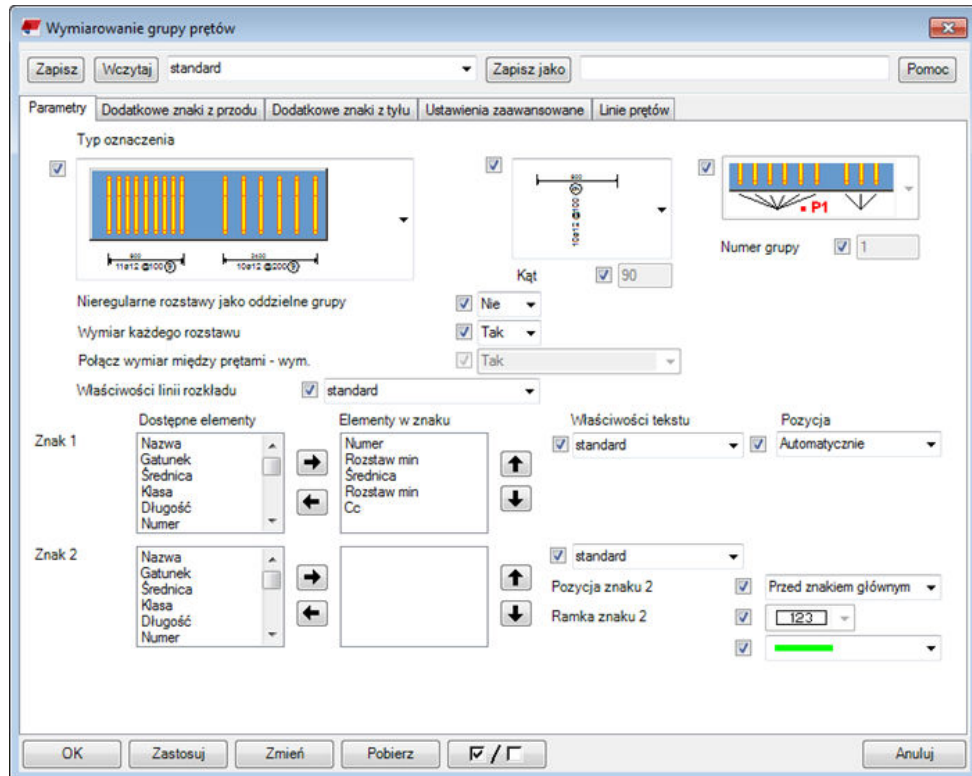 Wymiarowanie grupy prętów
Zapisz Wczytaj standard Zapisz jako Pomoc
Parametry Dodatkowe znaki z przodu Dodatkowe znaki z tyłu Ustawienia zaawansowane Linie prętów
Typ oznaczenia
P1
Numer grupy 1
Kąt 90
Nieregularne rozstawy jako oddzielne grupy Nie
Wymiar każdego rozstawu Tak
Połącz wymiar między prętami - wym. Tak
Właściwości linii rozkładu standard
Dostępne elementy Elementy w znaku Właściwości tekstu Pozycja
Znak 1
Nazwa
Gatunek
Średnica
Klasa
Długość
Numer
Numer
Rozstaw min
Średnica
Rozstaw min
Cc
standard Automatycznie
Znak 2
Nazwa
Gatunek
Średnica
Klasa
Długość
Numer
standard
Pozycja znaku 2 Przed znakiem głównym
Ramka znaku 2 123
OK Zastosuj Zmień Pobierz / Anuluj